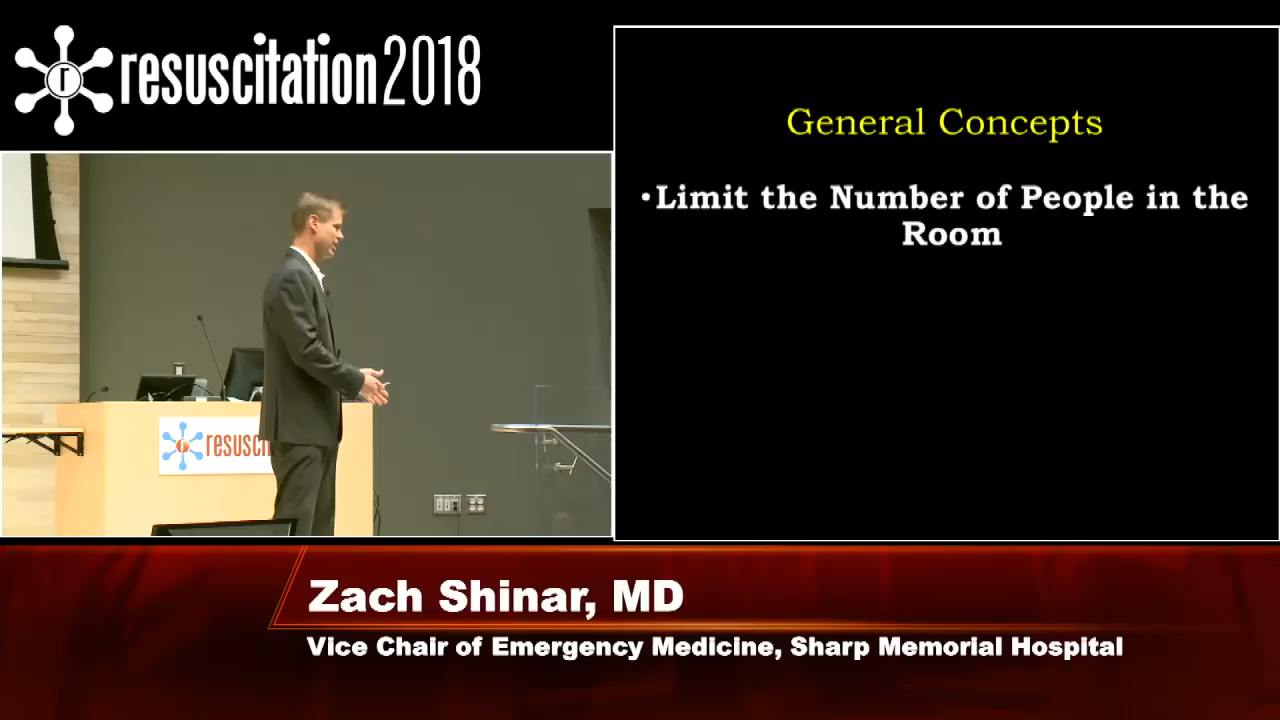 resuscitation2018
General Concepts
•Limit the Number of People in the
Room
resusci
Zach Shinar, MD
Vice Chair of Emergency Medicine, Sharp Memorial Hospital